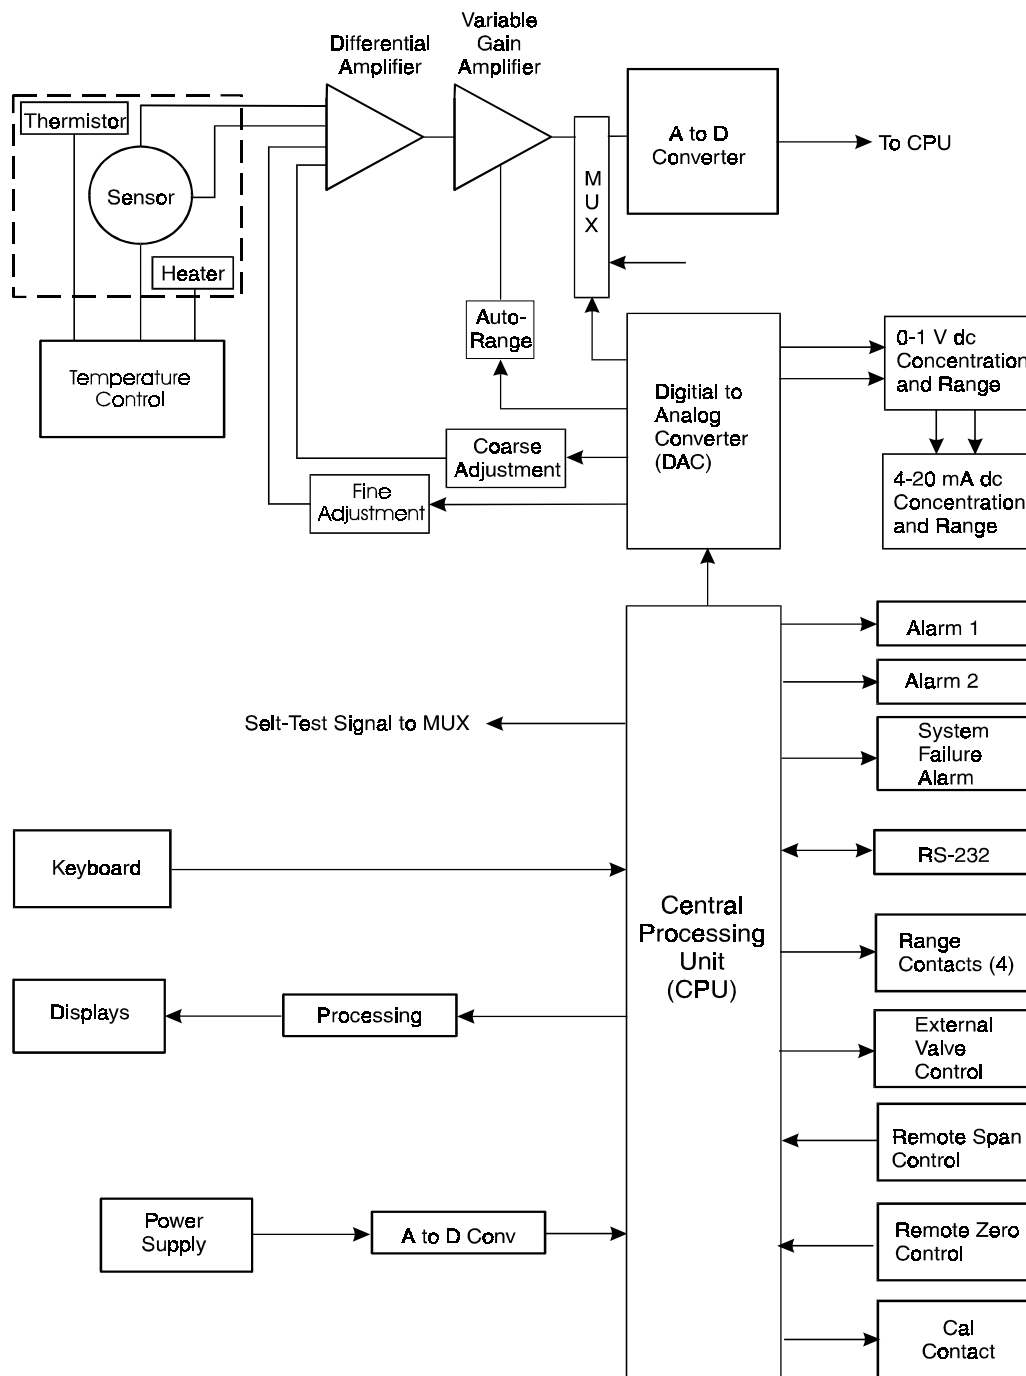 Differential
Amplifier
Variable
Gain
Amplifier
Thermistor
Sensor
Heater
Temperature
Control
M
U
X
A to D
Converter
To CPU
Auto-
Range
Coarse
Adjustment
Fine
Adjustment
Digitial to
Analog
Converter
(DAC)
0-1 V dc
Concentration
and Range
4-20 mA dc
Concentration
and Range
Alarm 1
Alarm 2
Selt-Test Signal to MUX
System
Failure
Alarm
Keyboard
RS-232
Central
Processing
Unit
(CPU)
Range
Contacts (4)
Displays
Processing
External
Valve
Control
Remote Span
Control
Power
Supply
A to D Conv
Remote Zero
Control
Cal
Contact